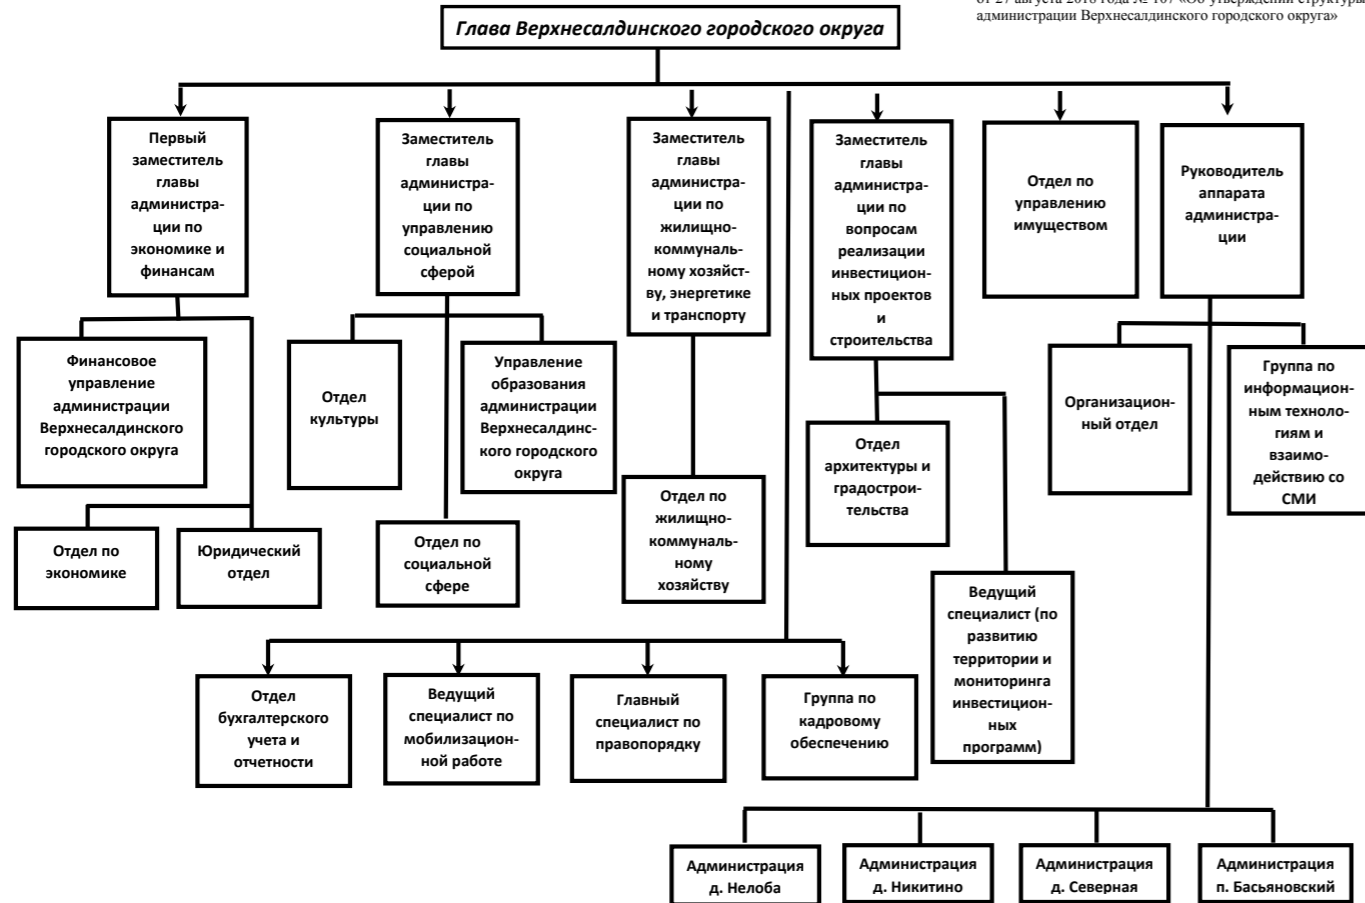 администрации Верхнесалдинского городского округа»
Глава Верхнесалдинского городского округа
Первый
заместитель
главы
администра-
ции по
экономике и
финансам
Заместитель
главы
администра-
ции по
управлению
социальной
сферой
Заместитель
главы
администра-
ции по
жилищно-
коммуналь-
ному хозяйст-
ву, энергетике
и транспорту
Заместитель
главы
администра-
ции по
вопросам
реализации
инвестицион-
ных проектов
и
строительства
Отдел по
управлению
имуществом
Руководитель
аппарата
администра-
ции
Финансовое
управление
администрации
Верхнесалдинского
городского округа
Отдел
культуры
Управление
образования
администрации
Верхнесалдинс-
кого городского
округа
Организацион-
ный отдел
Группа по
информацион-
ным техноло-
гиям и
взаимо-
действию со
СМИ
Отдел
архитектуры и
градострои-
тельства
Отдел по
жилищно-
коммуналь-
ному
хозяйству
Отдел по
экономике
Юридический
отдел
Отдел по
социальной
сфере
Ведущий
специалист (по
развитию
территории и
мониторинга
инвестицион-
ных
программ)
Отдел
бухгалтерского
учета и
отчетности
Ведущий
специалист по
мобилизацион-
ной работе
Главный
специалист по
правопорядку
Группа по
кадровому
обеспечению
Администрация
д. Нелоба
Администрация
д. Никитино
Администрация
д. Северная
Администрация
п. Басьяновский